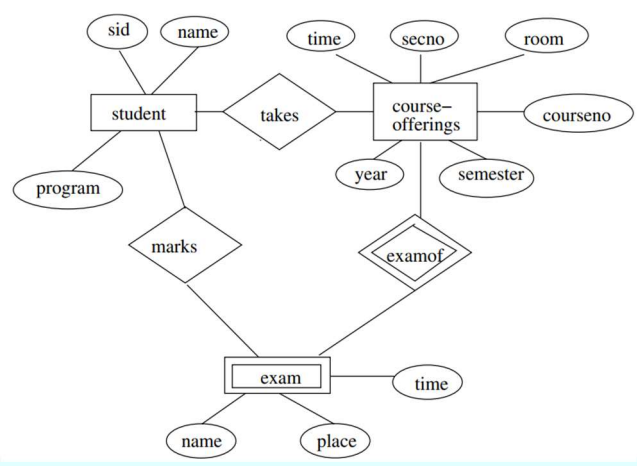 sid
name
time
secno
room
student
takes
course-
offerings
courseno
program
year
semester
marks
examof
exam
time
name
place